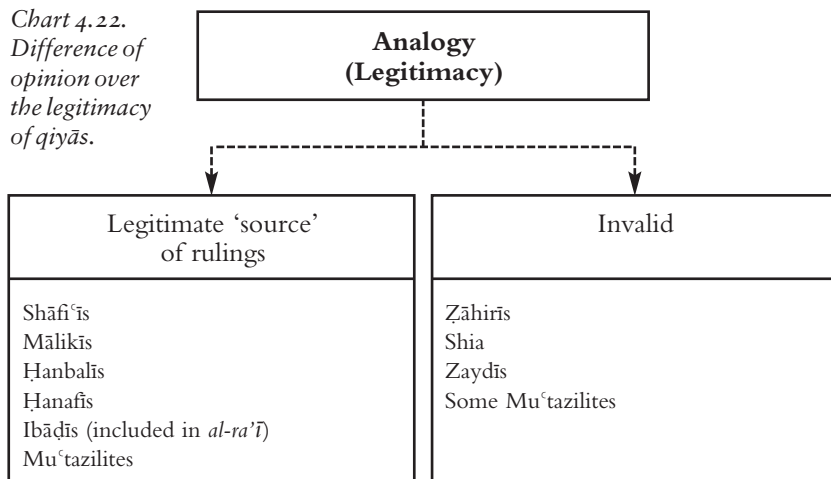 Chart 4.22.
Difference of
opinion over
the legitimacy
of qiyās.
Analogy
(Legitimacy)
Legitimate ‘source’
of rulings
Shāfiʿīs
Mālikīs
Ḥanbalīs
Ḥanafīs
Ibāḍīs (included in al-ra’ī)
Muʿtazilites
Invalid
Ẓāhirīs
Shia
Zaydīs
Some Muʿtazilites